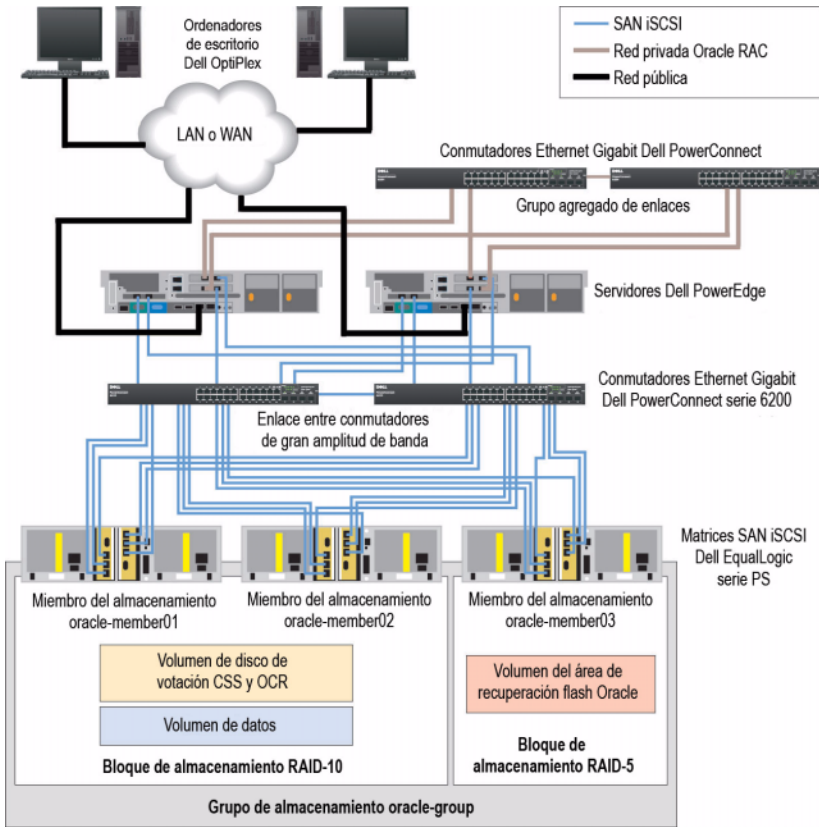 Ordenadores
de escritorio
Dell OptiPlex
SAN iSCSI
Red privada Oracle RAC
Red pública
LAN o WAN
Conmutadores Ethernet Gigabit Dell PowerConnect
Grupo agregado de enlaces
Servidores Dell PowerEdge
Conmutadores Ethernet Gigabit
Dell PowerConnect serie 6200
Enlace entre conmutadores
de gran amplitud de banda
Matrices SAN iSCSI
Dell EqualLogic
serie PS
Miembro del almacenamiento
oracle-member01
Miembro del almacenamiento
oracle-member02
Miembro del almacenamiento
oracle-member03
Volumen de disco de
votación CSS y OCR
Volumen de datos
Bloque de almacenamiento RAID-10
Volumen del área de
recuperación flash Oracle
Bloque de
almacenamiento RAID-5
Grupo de almacenamiento oracle-group